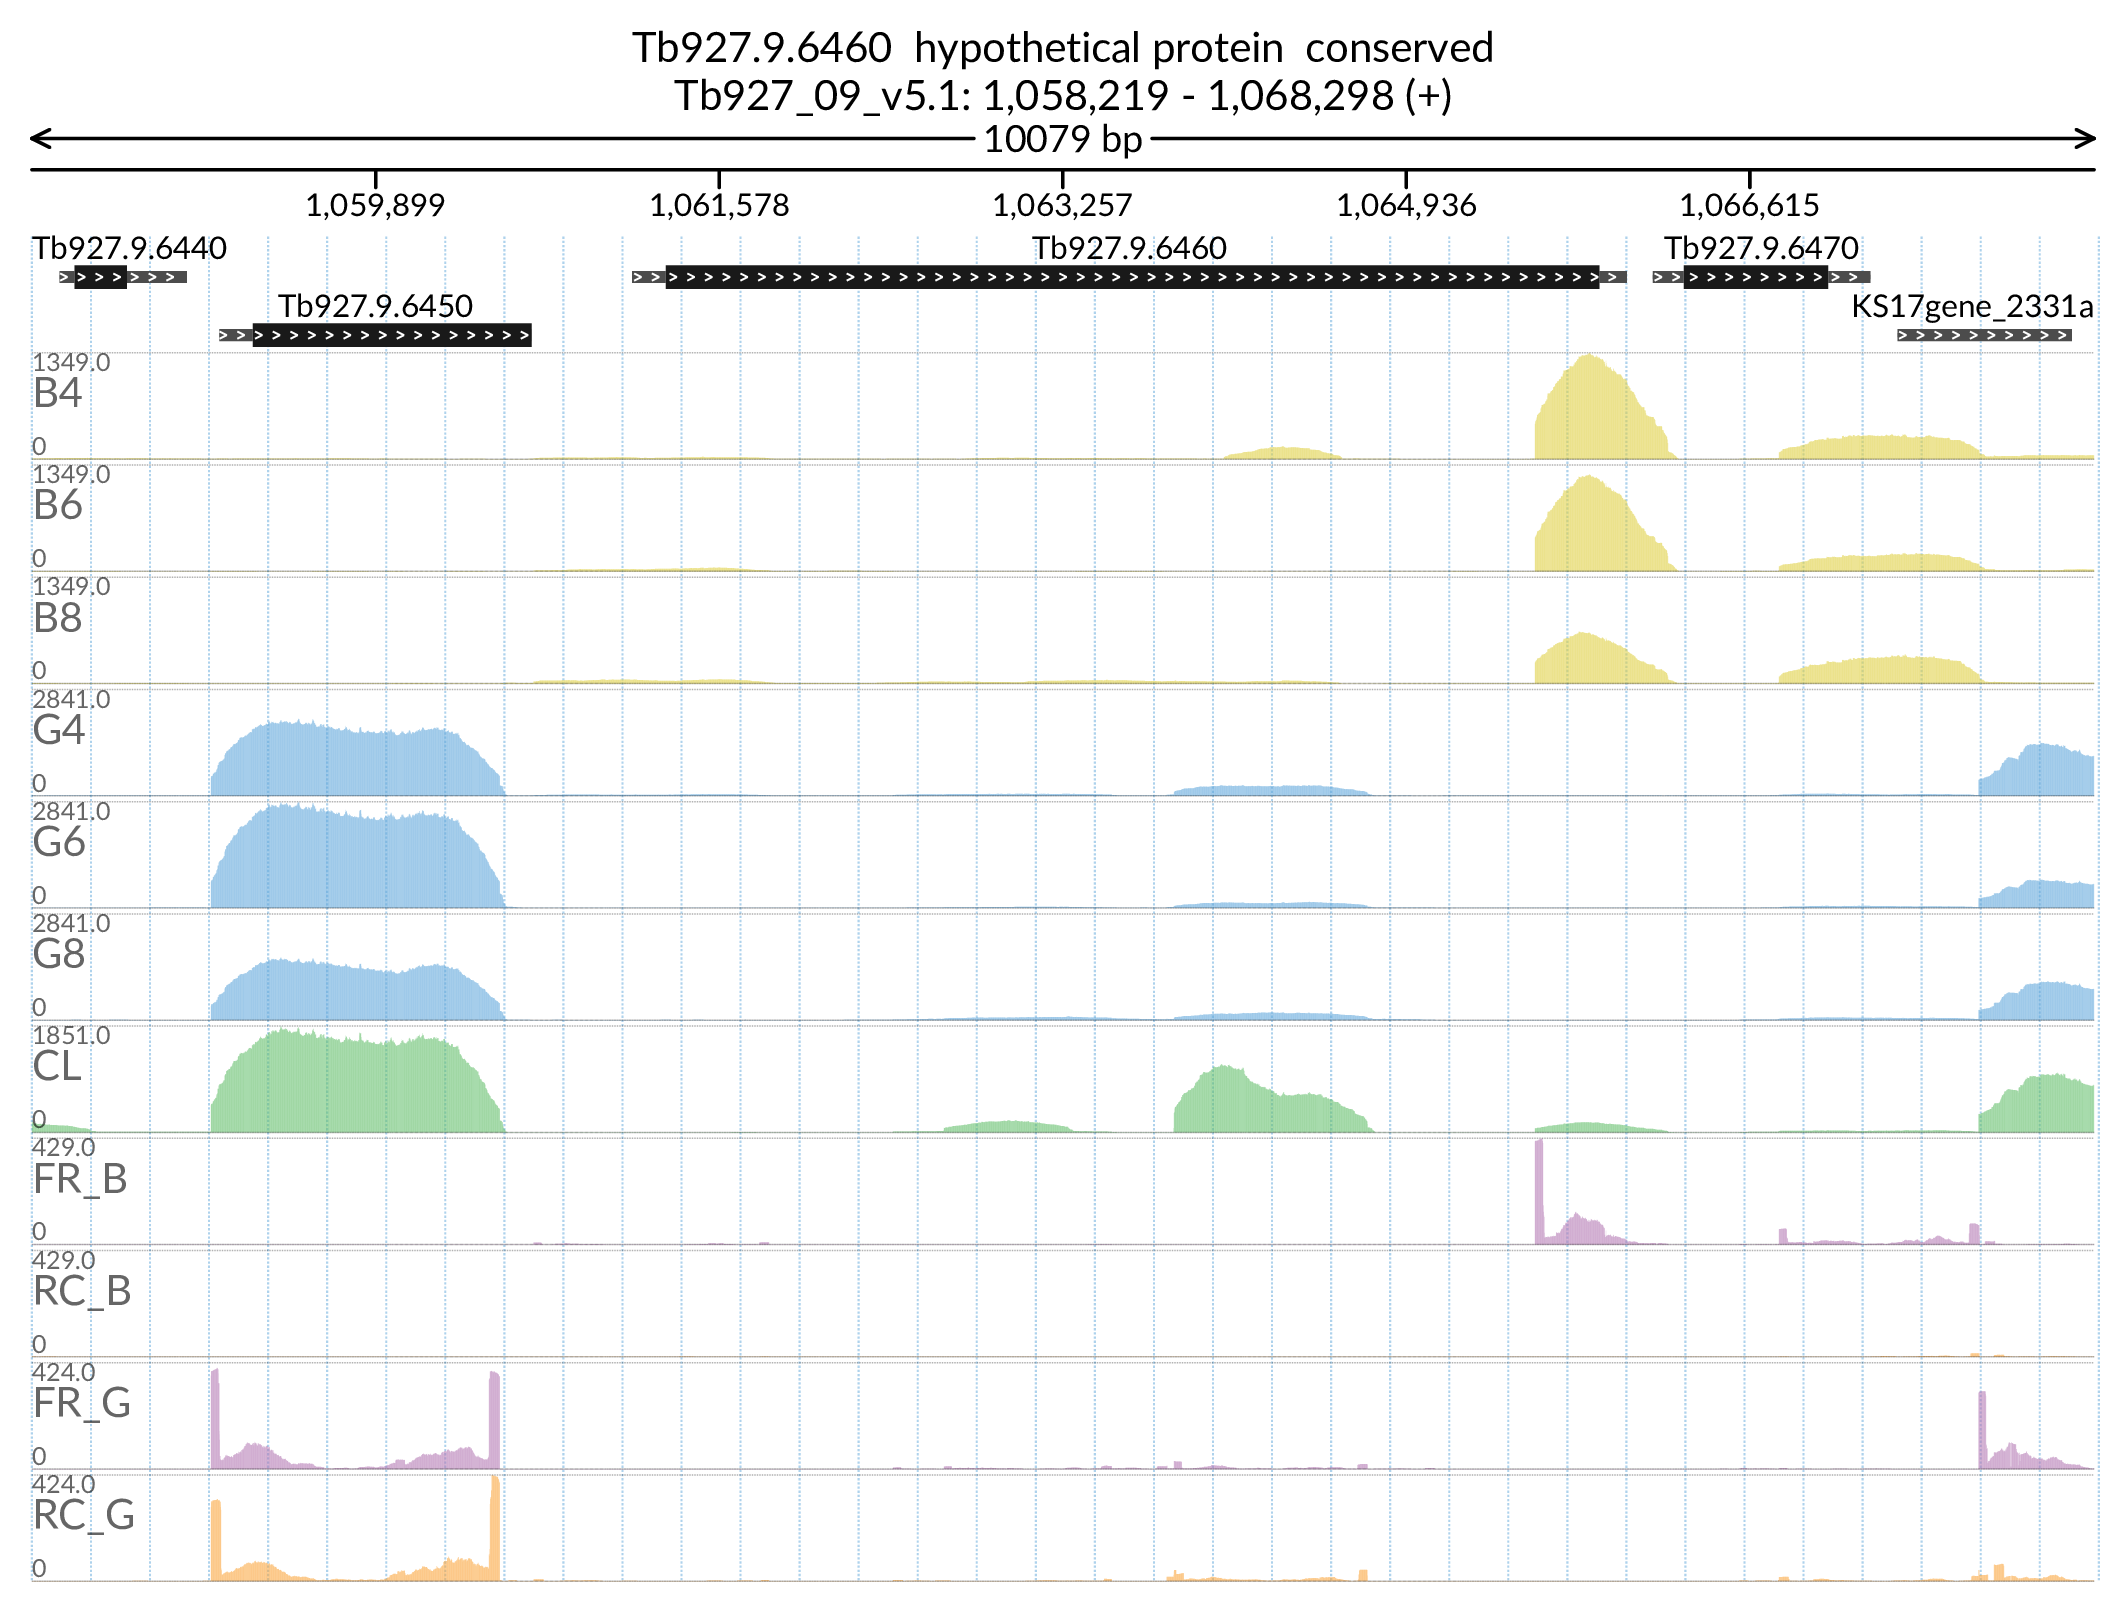 Tb927.9.6460  hypothetical protein  conserved
Tb927_09_v5.1: 1,058,219 - 1,068,298 (+)
10079 bp
1,059,899 1,061,578 1,063,257 1,064,936 1,066,615
Tb927.9.6440 Tb927.9.6460 Tb927.9.6470
Tb927.9.6450 KS17gene_2331a
1349.0
B4
0
1349.0
B6
0
1349.0
B8
0
2841.0
G4
0
2841.0
G6
0
2841.0
G8
0
1851.0
CL
0
429.0
FR_B
0
429.0
RC_B
0
424.0
FR_G
0
424.0
RC_G
0